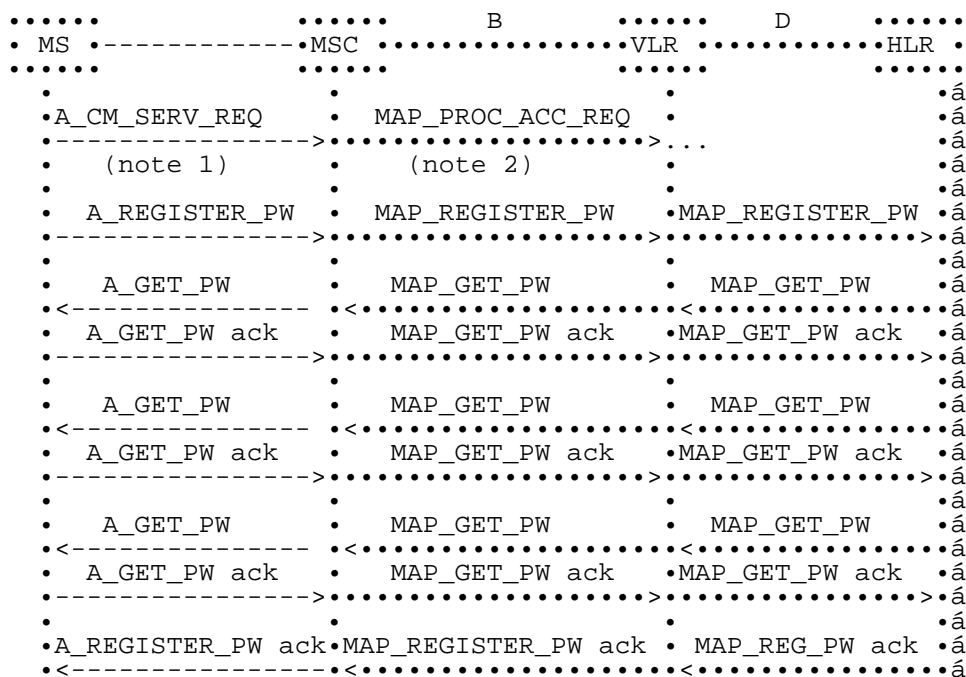 B D
MS MSC VLR HLR
A_CM_SERV_REQ MAP_PROC_ACC_REQ
...
(note 1) (note 2)
A_REGISTER_PW MAP_REGISTER_PW MAP_REGISTER_PW
A_GET_PW MAP_GET_PW MAP_GET_PW
A_GET_PW ack MAP_GET_PW ack MAP_GET_PW ack
A_GET_PW MAP_GET_PW MAP_GET_PW
A_GET_PW ack MAP_GET_PW ack MAP_GET_PW ack
A_GET_PW MAP_GET_PW MAP_GET_PW
A_GET_PW ack MAP_GET_PW ack MAP_GET_PW ack
A_REGISTER_PW ack MAP_REGISTER_PW ack MAP_REG_PW ack